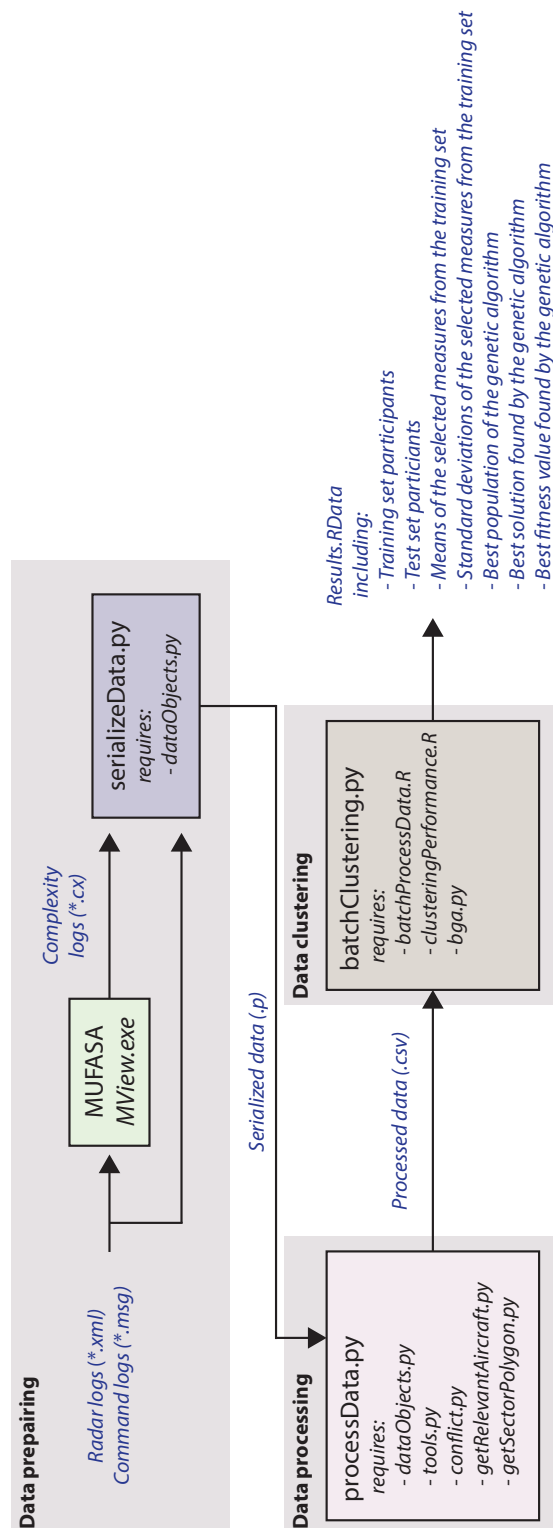 Data prepairing
Radar logs (*.xml)
Command logs (*.msg)
MUFASA
MView.exe
Complexity
logs (*.cx)
serializeData.py
requires:
- dataObjects.py
Serialized data (.p)
Data processing
processData.py
requires:
- dataObjects.py
- tools.py
- conflict.py
- getRelevantAircraft.py
- getSectorPolygon.py
Processed data (.csv)
Data clustering
batchClustering.py
requires:
- batchProcessData.R
- clusteringPerformance.R
- bga.py
Results.RData
including:
- Training set participants
- Test set particiants
- Means of the selected measures from the training set
- Standard deviations of the selected measures from the training set
- Best population of the genetic algorithm
- Best solution found by the genetic algorithm
- Best fitness value found by the genetic algorithm